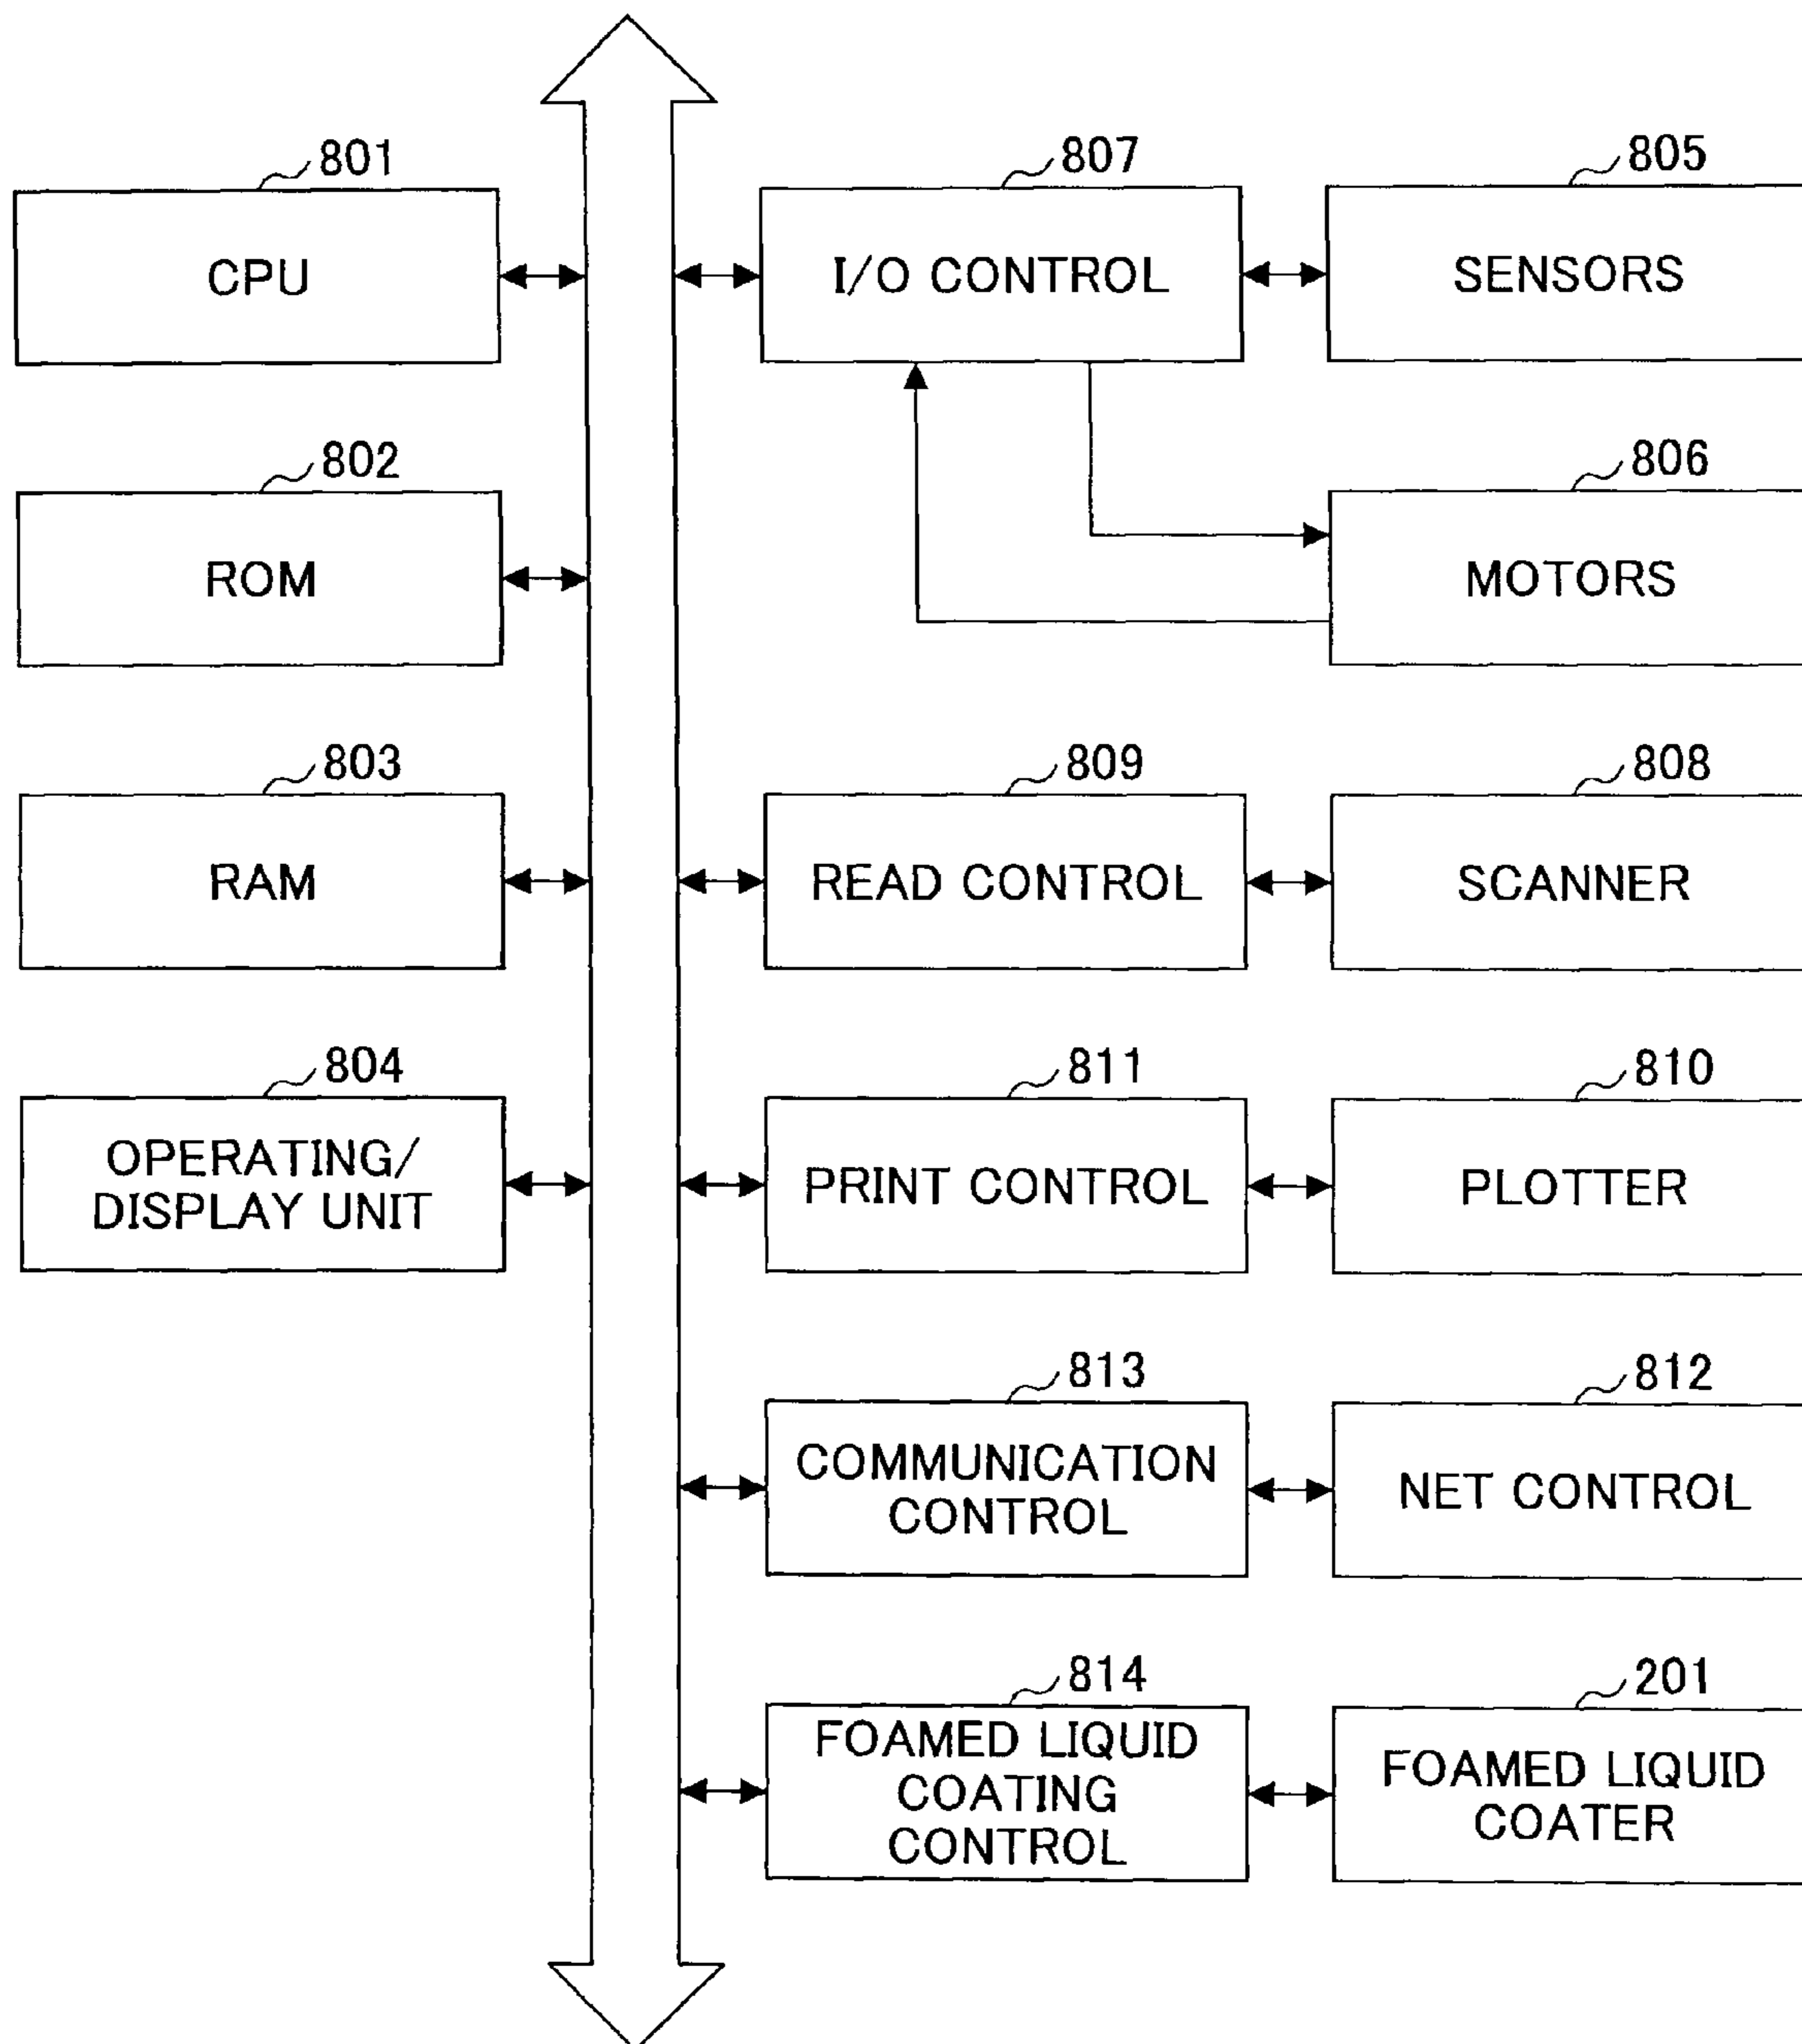 801
CPU
807
I/O CONTROL
805
SENSORS
802
ROM
806
MOTORS
803
RAM
809
READ CONTROL
808
SCANNER
804
OPERATING/
DISPLAY UNIT
811
PRINT CONTROL
810
PLOTTER
813
COMMUNICATION
CONTROL
812
NET CONTROL
814
FOAMED LIQUID
COATING
CONTROL
201
FOAMED LIQUID
COATER